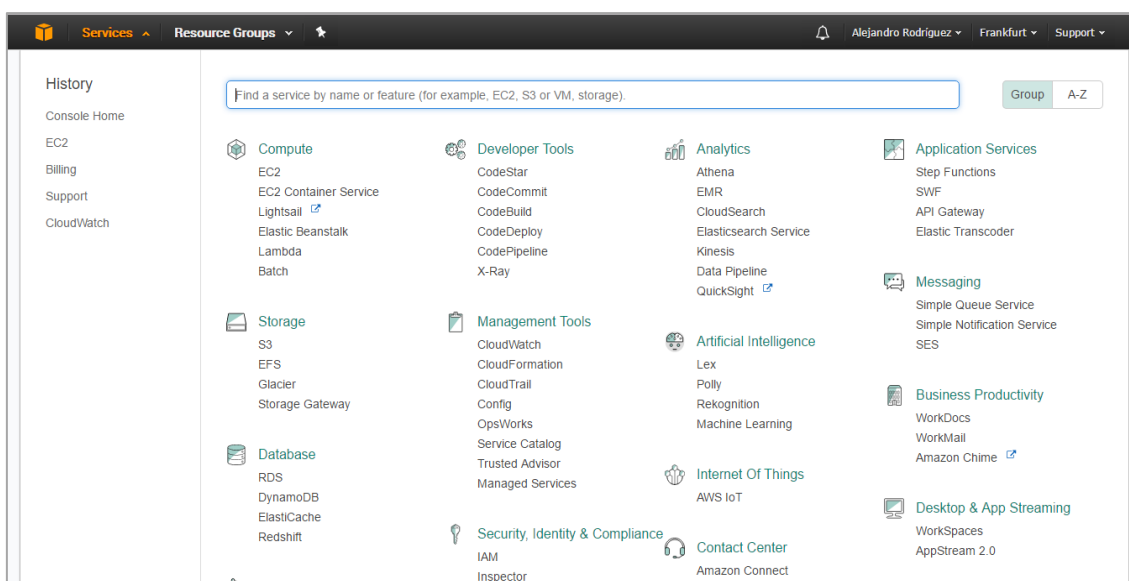 Services Resource Groups Alejandro Rodríguez Frankfurt Support
History
Console Home
EC2
Billing
Support
CloudWatch
Find a service by name or feature (for example, EC2, S3 or VM, storage).
Group A-Z
Compute
EC2
EC2 Container Service
Lightsail
Elastic Beanstalk
Lambda
Batch
Storage
S3
EFS
Glacier
Storage Gateway
Database
RDS
DynamoDB
ElastiCache
Redshift
Developer Tools
CodeStar
CodeCommit
CodeBuild
CodeDeploy
CodePipeline
X-Ray
Management Tools
CloudWatch
CloudFormation
CloudTrail
Config
OpsWorks
Service Catalog
Trusted Advisor
Managed Services
Security, Identity & Compliance
IAM
Inspector
Analytics
Athena
EMR
CloudSearch
Elasticsearch Service
Kinesis
Data Pipeline
QuickSight
Artificial Intelligence
Lex
Polly
Rekognition
Machine Learning
Internet Of Things
AWS IoT
Contact Center
Amazon Connect
Application Services
Step Functions
SWF
API Gateway
Elastic Transcoder
Messaging
Simple Queue Service
Simple Notification Service
SES
Business Productivity
WorkDocs
WorkMail
Amazon Chime
Desktop & App Streaming
WorkSpaces
AppStream 2.0